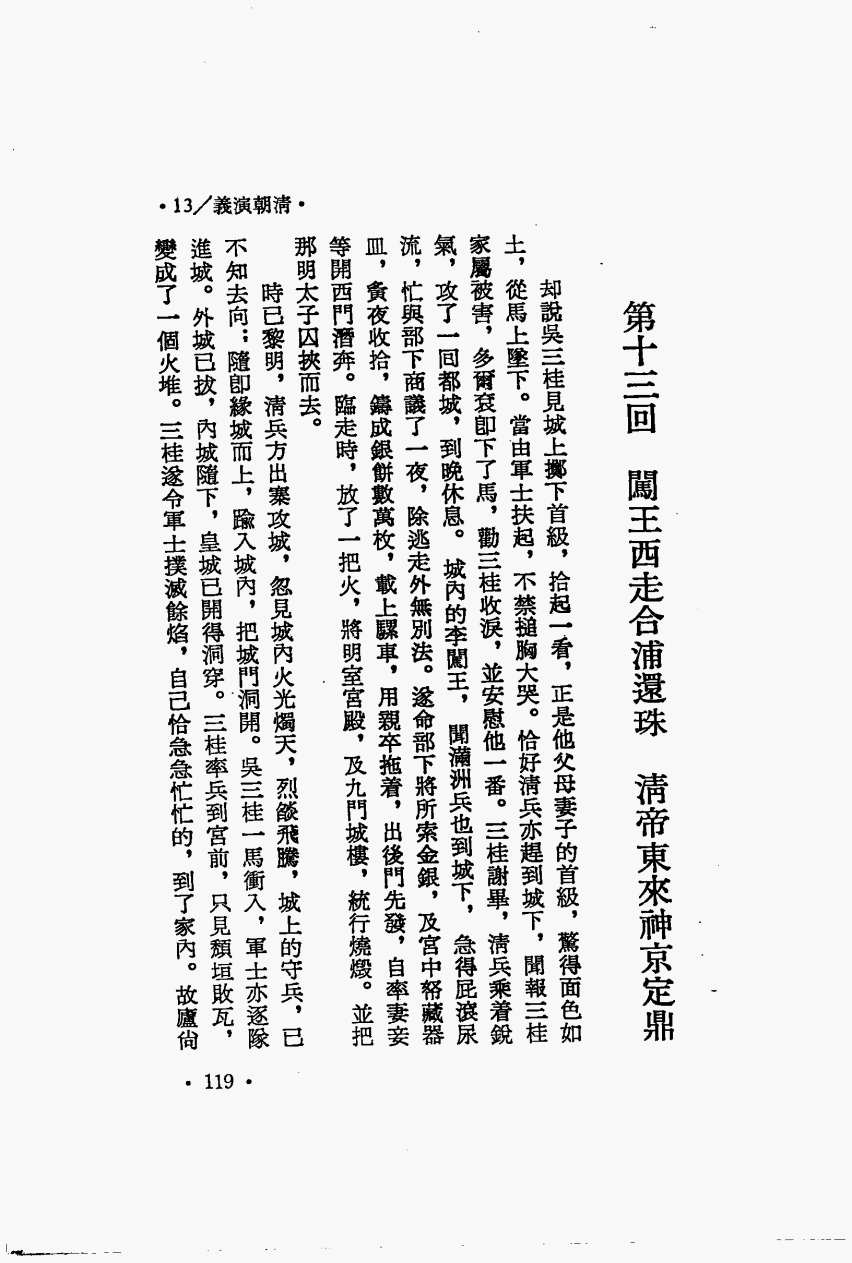 ·13/清朝演義·
第十三回　闖王西走合浦還珠　清帝東來神京定鼎
却說吳三桂見城上擲下首級，拾起一看，正是他父母妻子的首級，驚得面色如
土，從馬上墜下。當由軍士扶起，不禁搥胸大哭。恰好清兵亦趕到城下，聞報三桂
家屬被害，多爾袞卽下了馬，勸三桂收淚，並安慰他一番。三桂謝畢，清兵乘着銳
氣，攻了一回都城，到晚休息。城內的李闖王，聞滿洲兵也到城下，急得屁滾尿
流，忙與部下商議了一夜，除逃走外無別法。遂命部下將所索金銀，及宮中帑藏器
皿，夤夜收拾，鑄成銀餅數萬枚，載上騾車，用親卒拖着，出後門先發，自率妻妾
等開西門潛奔。臨走時，放了一把火，將明室宮殿，及九門城樓，統行燒燬。並把
那明太子囚挾而去。
時已黎明，清兵方出寨攻城，忽見城內火光燭天，烈燄飛騰，城上的守兵，已
不知去向；隨卽緣城而上，踰入城內，把城門洞開。吳三桂一馬衝入，軍士亦逐隊
進城。外城已拔，內城隨下，皇城已開得洞穿。三桂率兵到宮前，只見頹垣敗瓦，
變成了一個火堆。三桂遂令軍士撲滅餘焰，自己恰急急忙忙的，到了家內。故廬尙
·119·